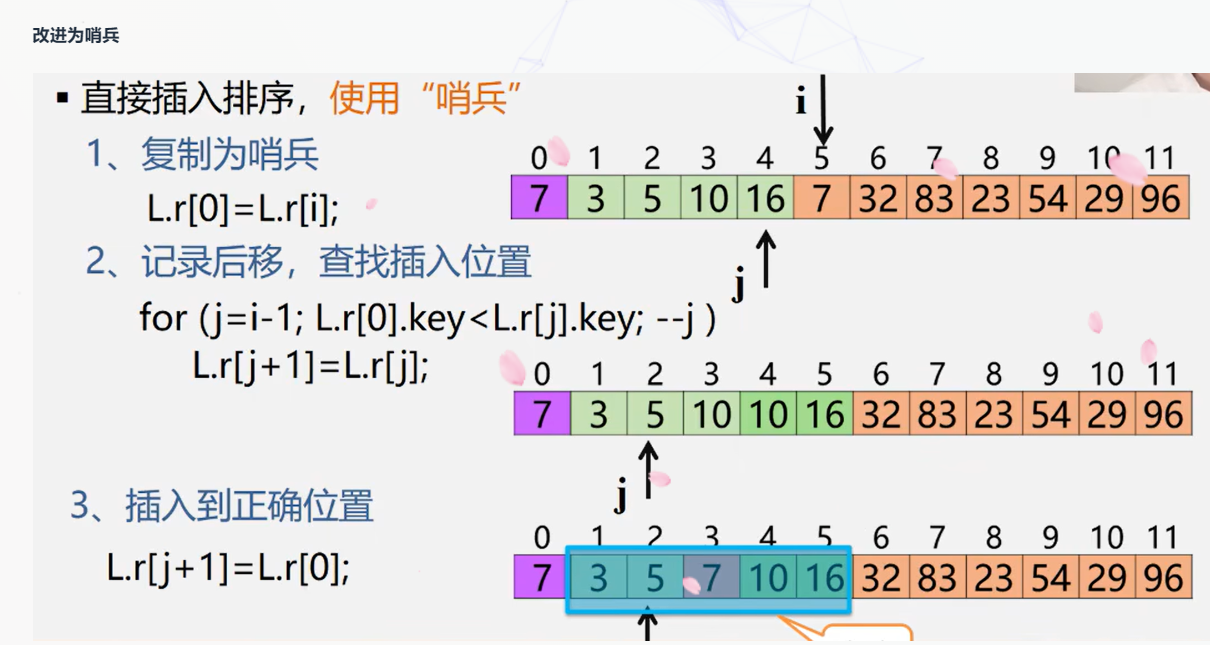 改进为哨兵
▪ 直接插入排序，使用“哨兵”
1、复制为哨兵
L.r[0]=L.r[i];
i
0 1 2 3 4 5 6 7 8 9 10 11
7 3 5 10 16 7 32 83 23 54 29 96
j
2、记录后移，查找插入位置
for (j=i-1; L.r[0].key<L.r[j].key; --j )
L.r[j+1]=L.r[j];
0 1 2 3 4 5 6 7 8 9 10 11
7 3 5 10 10 16 32 83 23 54 29 96
j
3、插入到正确位置
L.r[j+1]=L.r[0];
0 1 2 3 4 5 6 7 8 9 10 11
7 3 5 7 10 16 32 83 23 54 29 96